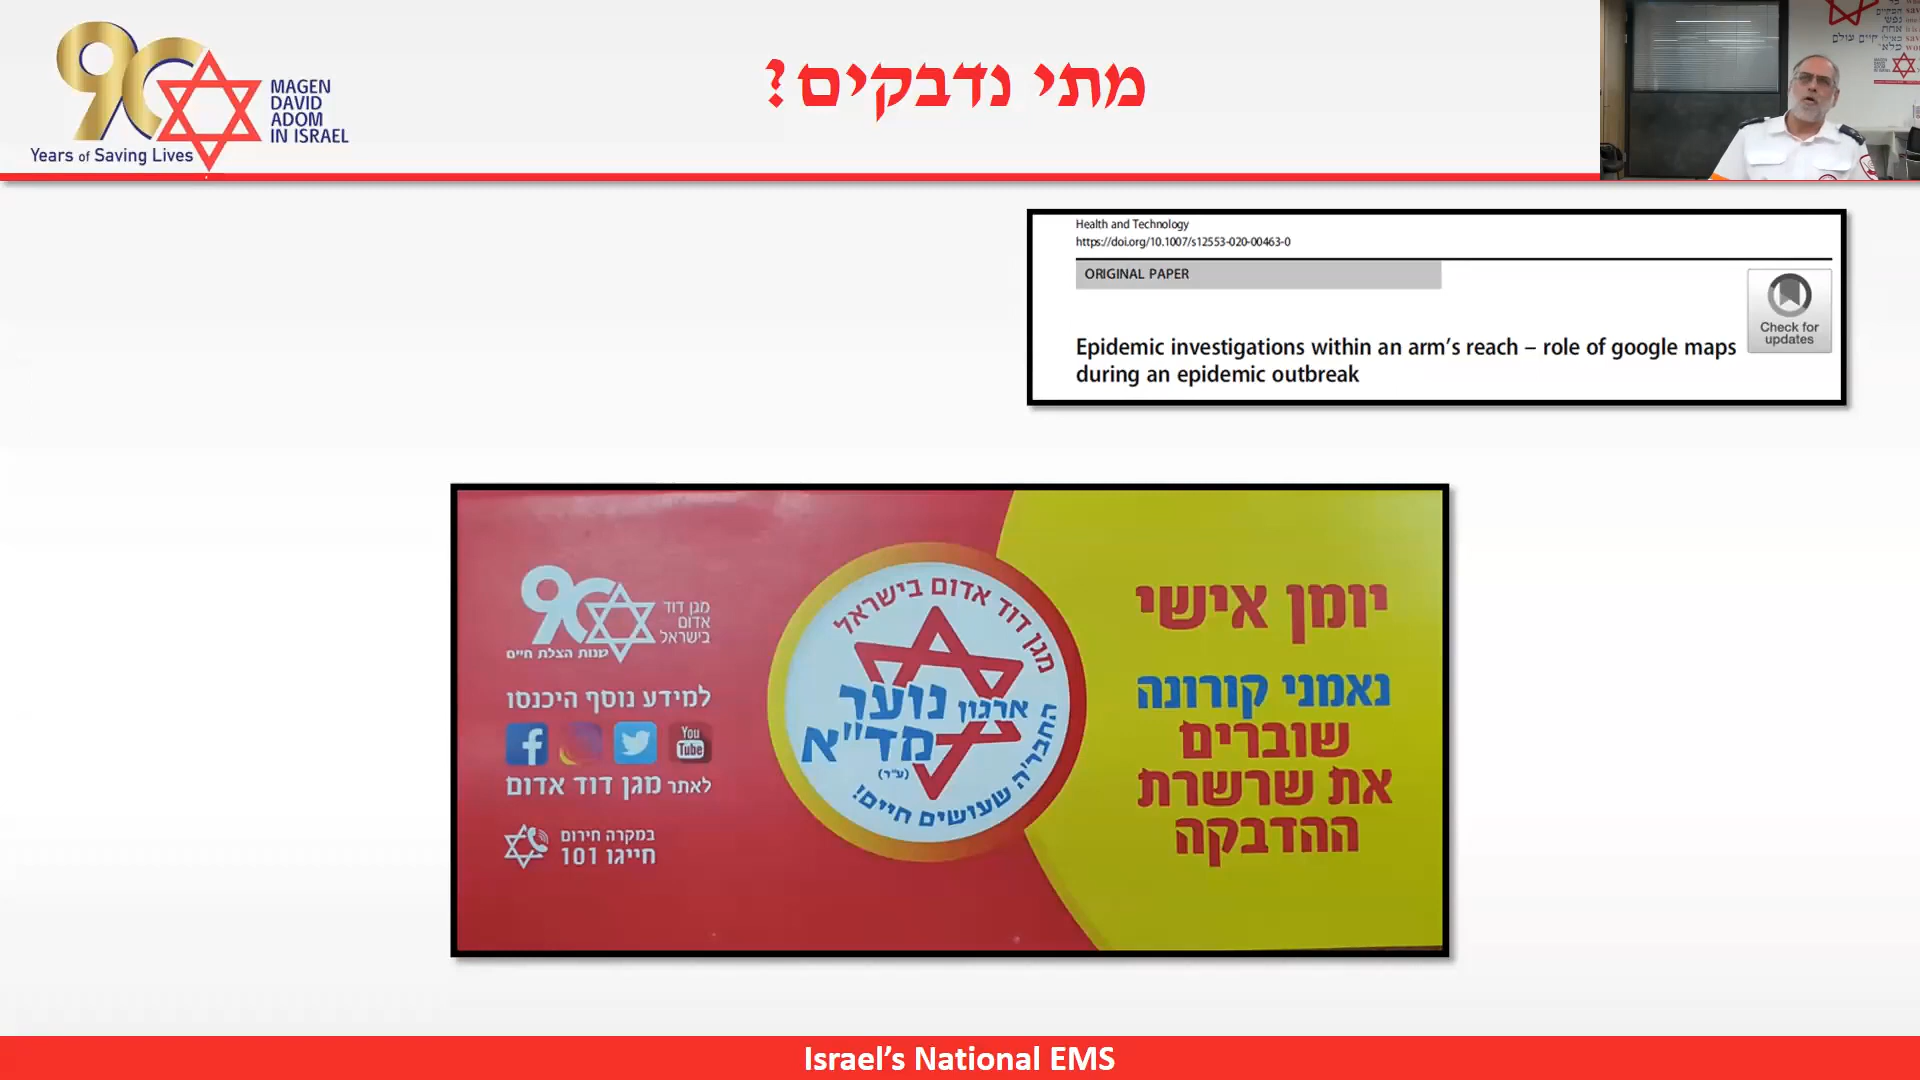 90
MAGEN
DAVID
ADOM
IN ISRAEL
Years of Saving Lives
מתי נדבקים?
Health and Technology
https://doi.org/10.1007/s12553-020-00463-0
ORIGINAL PAPER
Check for
updates
Epidemic investigations within an arm's reach – role of google maps
during an epidemic outbreak
יומן אישי
נאמני קורונה
שוברים
את שרשרת
ההדבקה
מגן דוד אדום בישראל
ארגון נוער
מד"א
(ע"ר)
החבר'ה שעושים חיים!
90
מגן דוד
אדום
בישראל
שנות הצלת חיים
למידע נוסף היכנסו
You
Tube
לאתר מגן דוד אדום
במקרה חירום
חייגו 101
Israel's National EMS